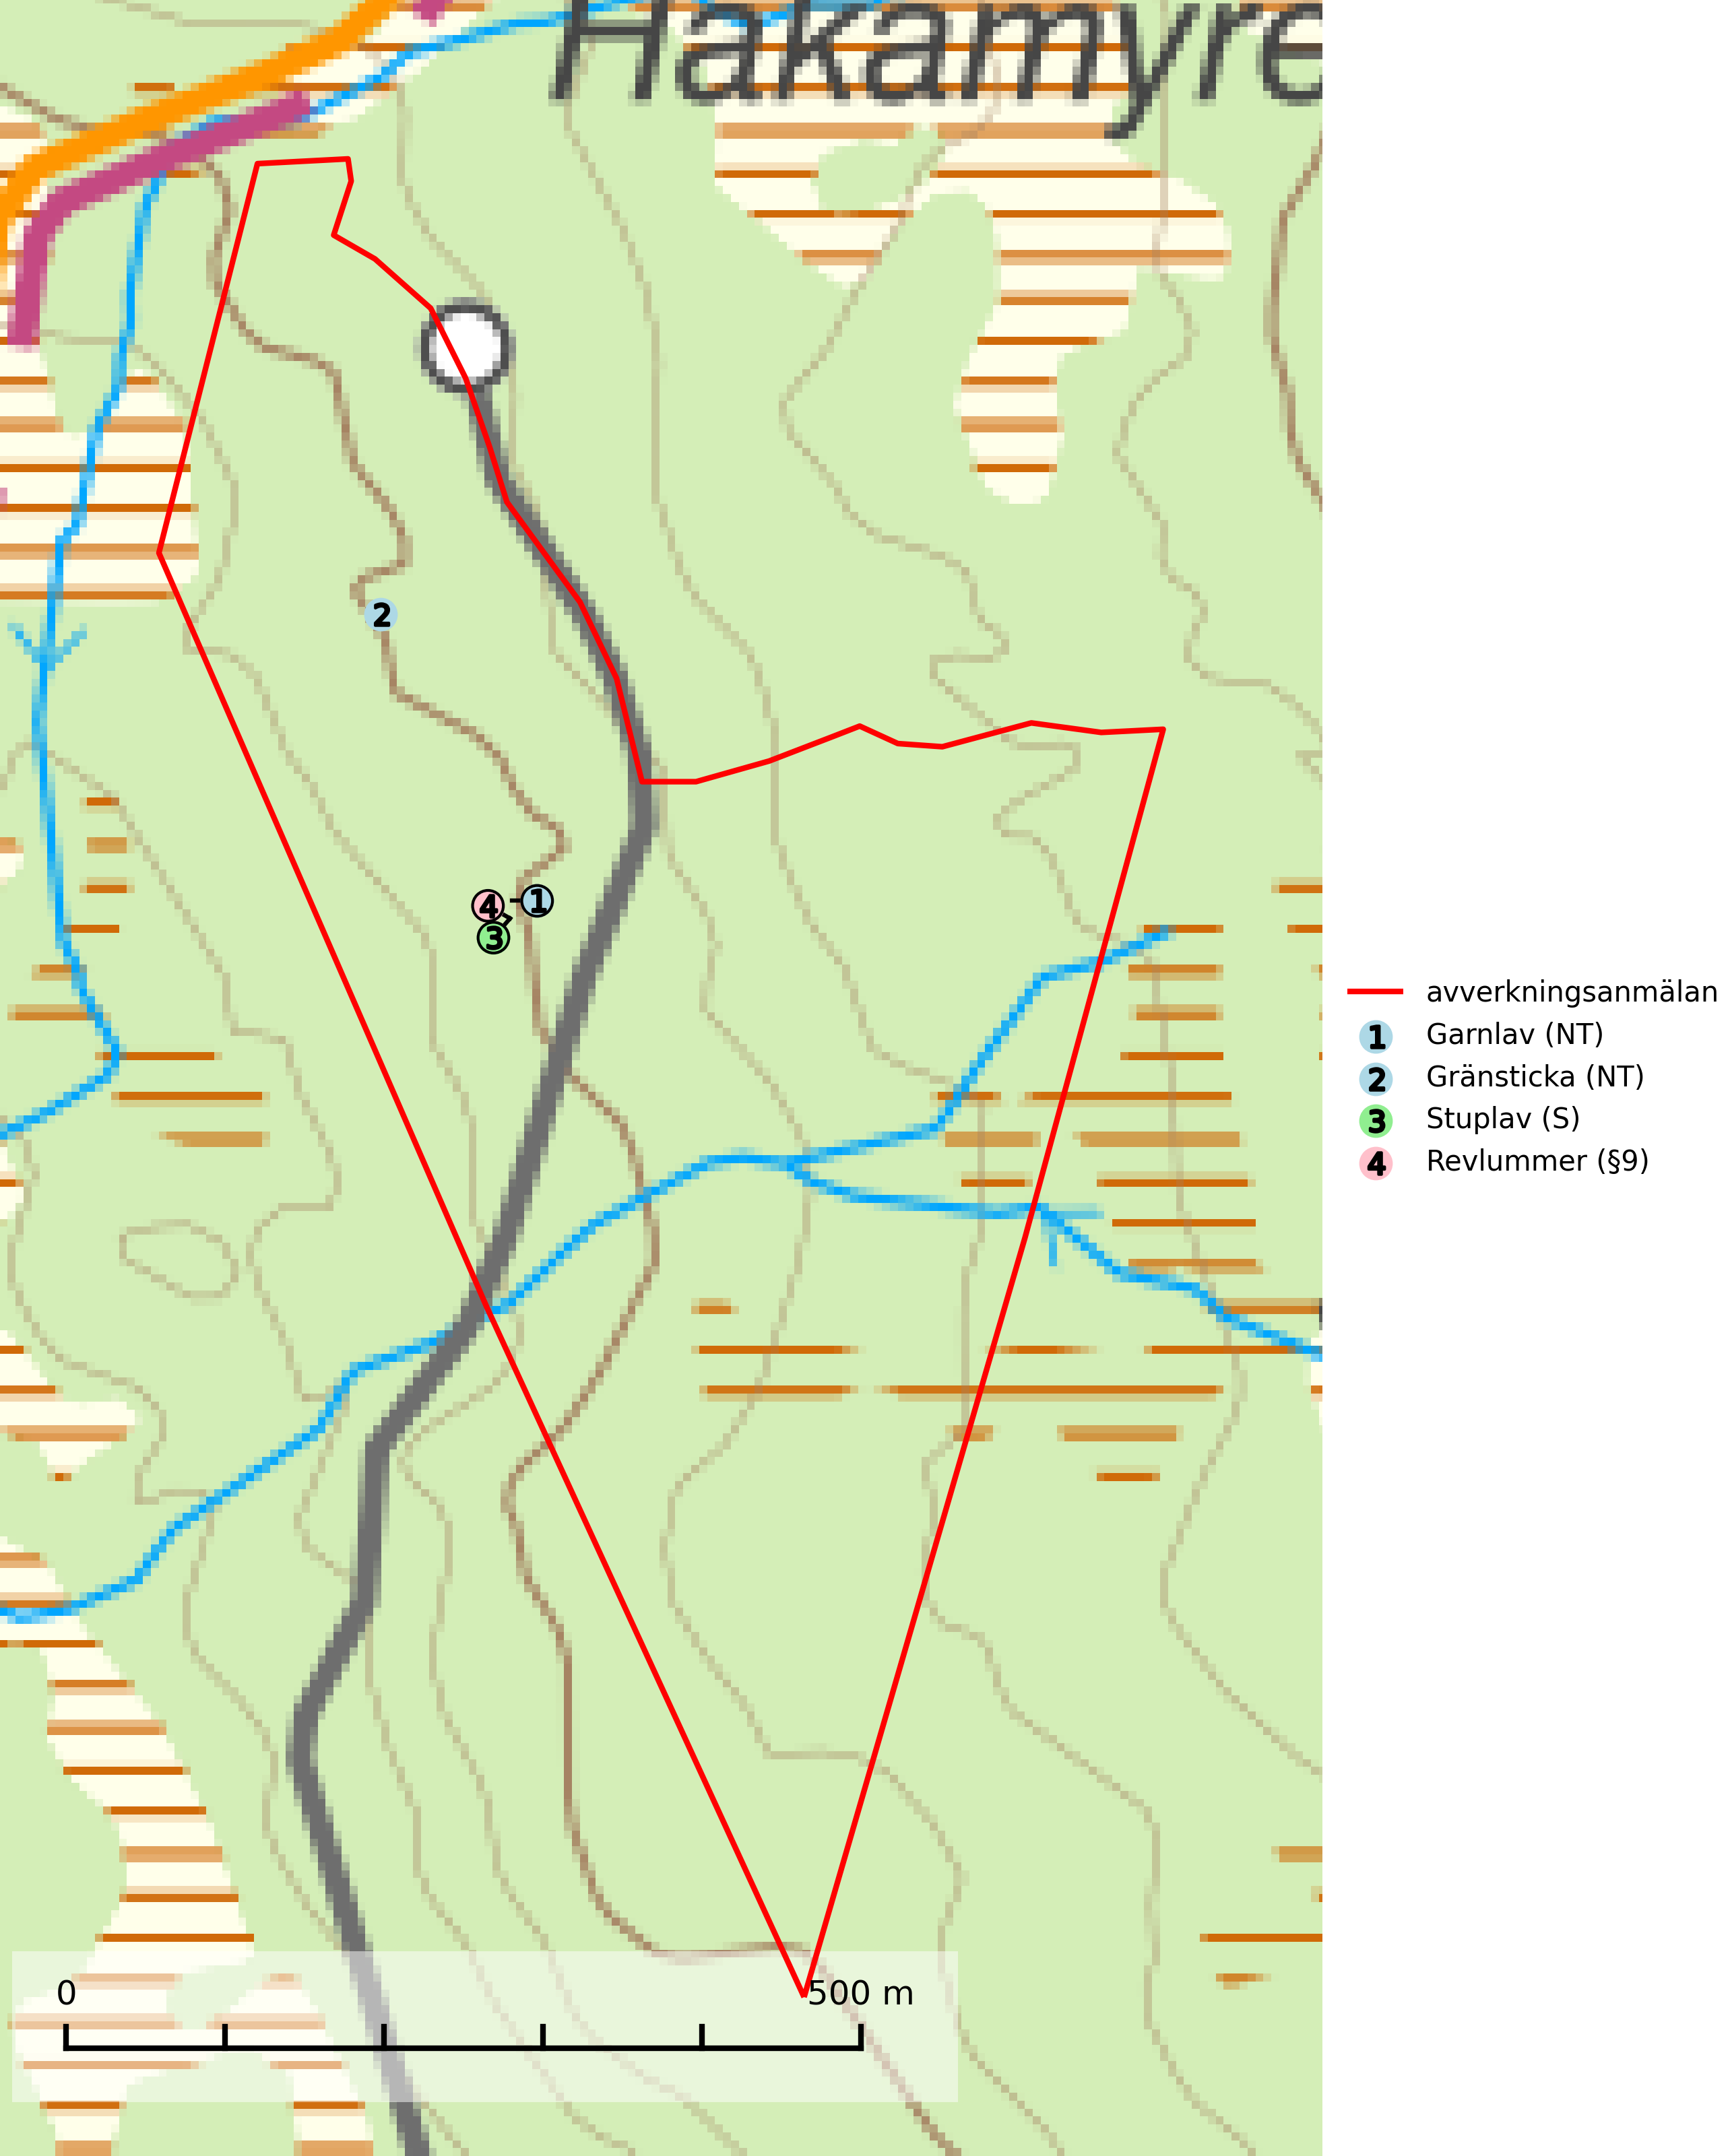 Hakamyre
2
4
1
3
avverkningsanmälan
1 Garnlav (NT)
2 Gränsticka (NT)
3 Stuplav (S)
4 Revlummer (§9)
0 500 m